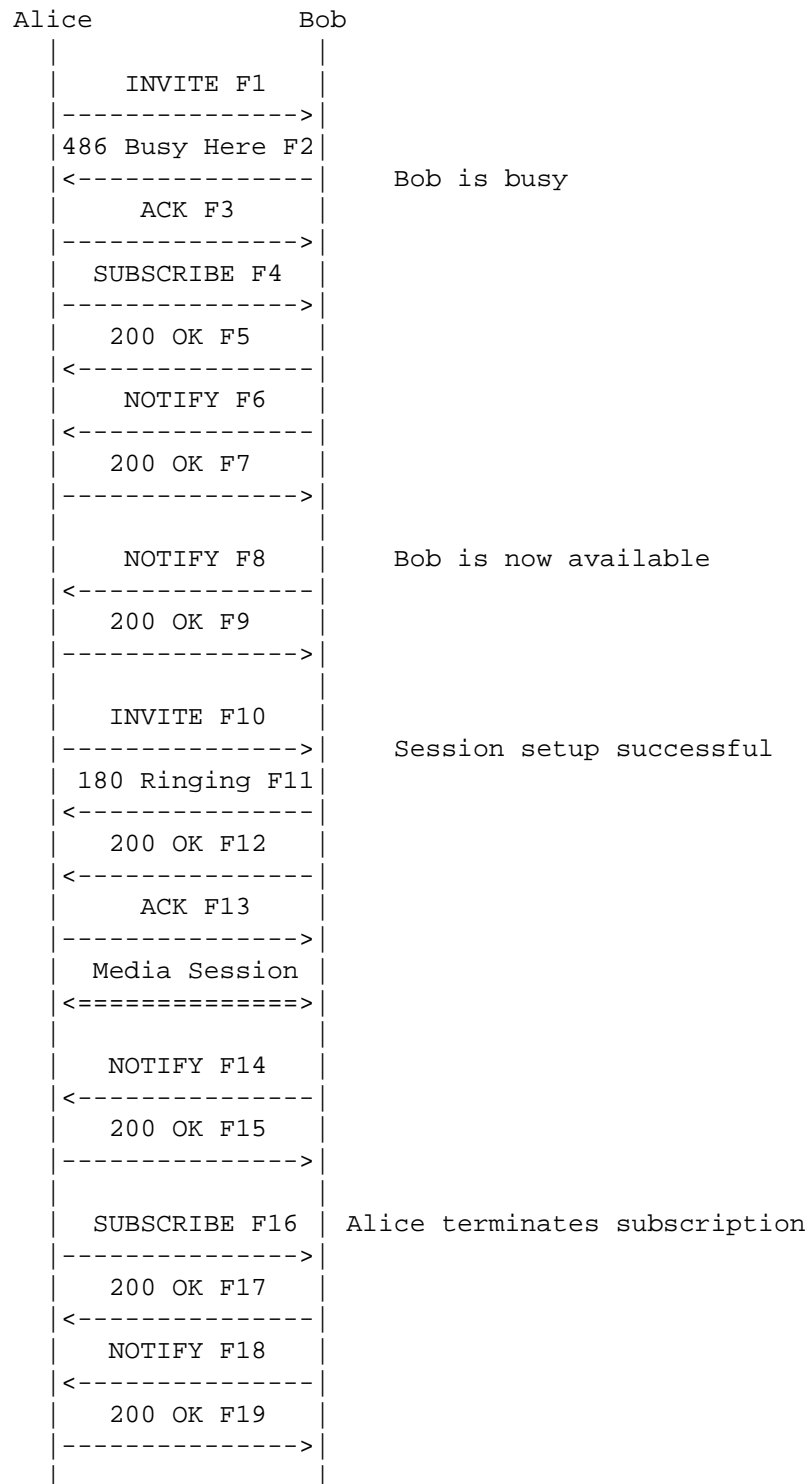 Alice Bob
INVITE F1
486 Busy Here F2
Bob is busy
ACK F3
SUBSCRIBE F4
200 OK F5
NOTIFY F6
200 OK F7
NOTIFY F8 Bob is now available
200 OK F9
INVITE F10
Session setup successful
180 Ringing F11
200 OK F12
ACK F13
Media Session
NOTIFY F14
200 OK F15
SUBSCRIBE F16 Alice terminates subscription
200 OK F17
NOTIFY F18
200 OK F19